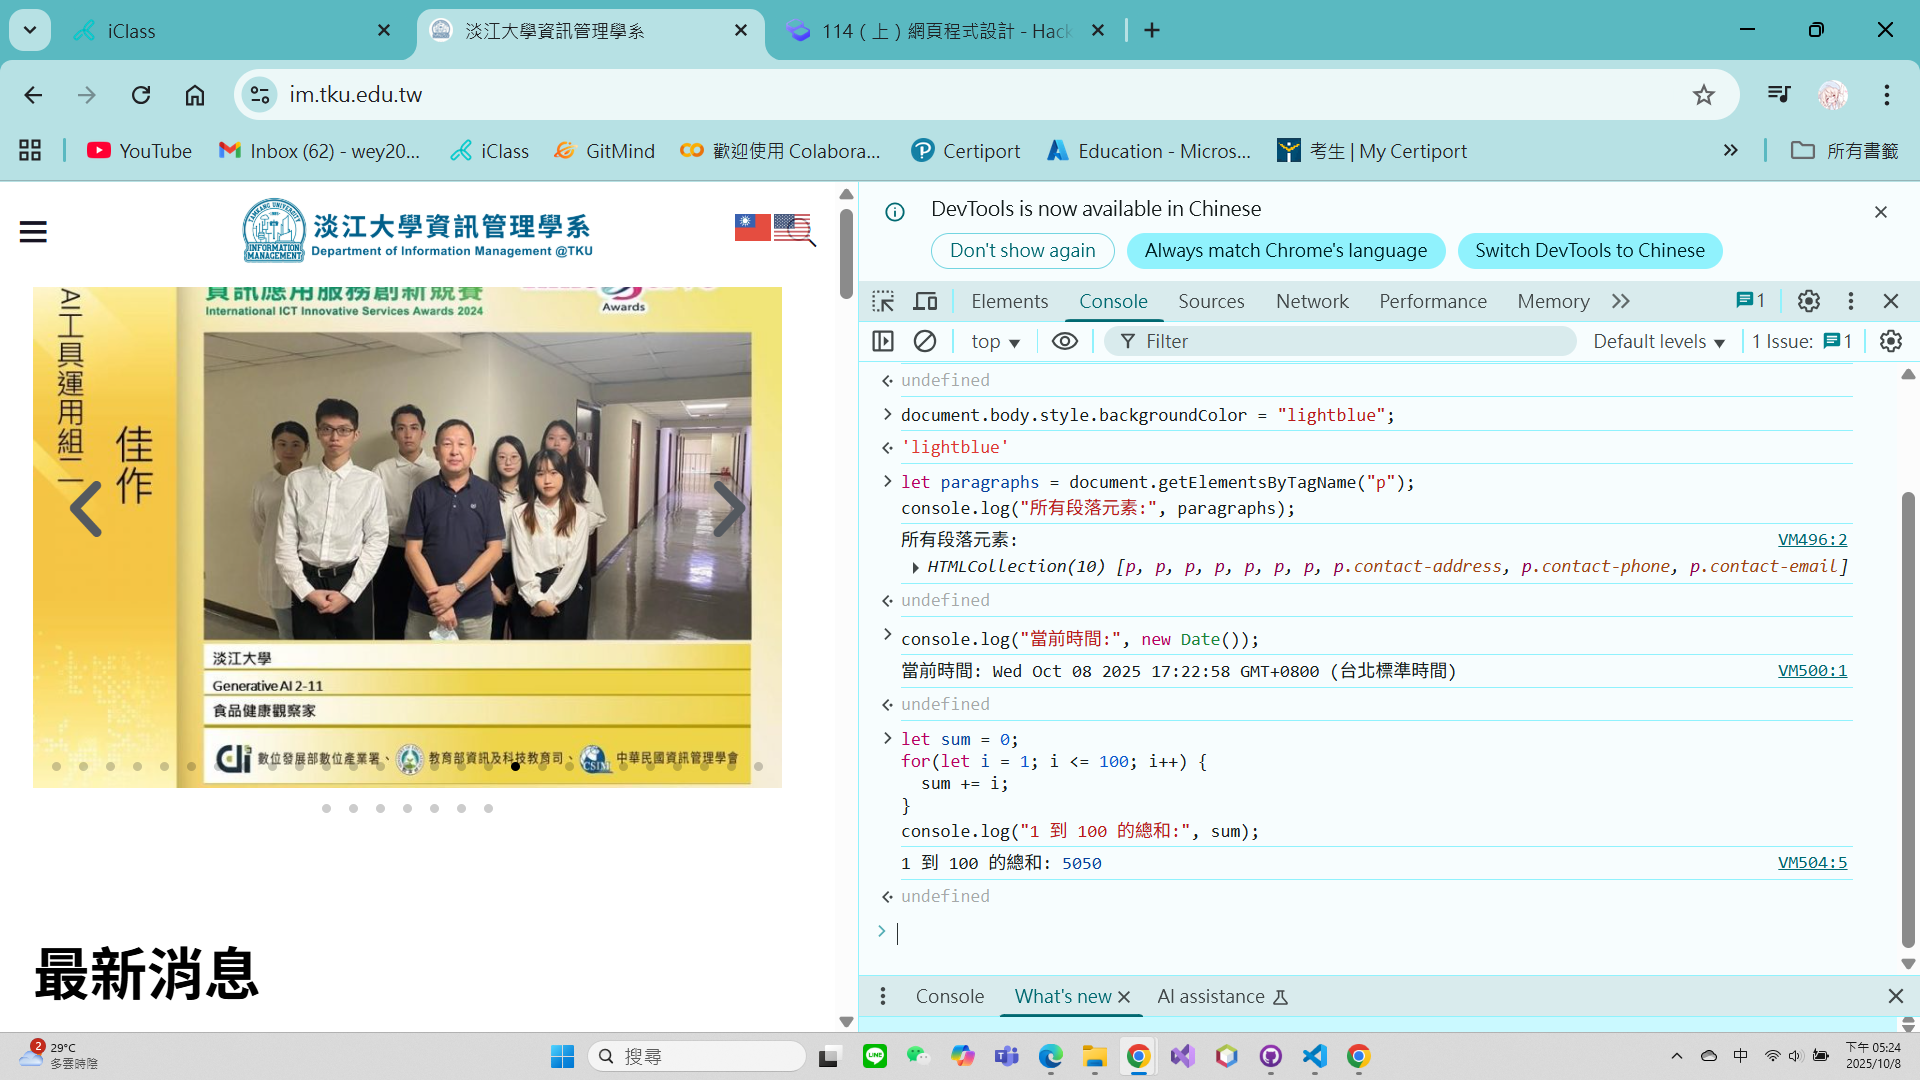 iClass
淡江大學資訊管理學系
114（上）網頁程式設計 - Hack
im.tku.edu.tw
YouTube
Inbox (62) - wey20...
iClass
GitMind
歡迎使用 Colabora...
Certiport
Education - Micros...
考生 | My Certiport
所有書籤
淡江大學資訊管理學系
Department of Information Management @TKU
TAMKANG UNIVERSITY
INFORMATION
MANAGEMENT
資訊應用服務創新競賽
International ICT Innovative Services Awards 2024
Awards
AI工具運用組二
佳作
淡江大學
Generative AI 2-11
食品健康觀察家
數位發展部數位產業署、
教育部資訊及科技教育司、
CSIM
中華民國資訊管理學會
最新消息
DevTools is now available in Chinese
Don't show again
Always match Chrome's language
Switch DevTools to Chinese
Elements
Console
Sources
Network
Performance
Memory
1
top
Filter
Default levels
1 Issue:
1
undefined
document.body.style.backgroundColor = "lightblue";
'lightblue'
let paragraphs = document.getElementsByTagName("p");
console.log("所有段落元素:", paragraphs);
所有段落元素: VM496:2
HTMLCollection(10) [p, p, p, p, p, p, p, p.contact-address, p.contact-phone, p.contact-email]
undefined
console.log("當前時間:", new Date());
當前時間: Wed Oct 08 2025 17:22:58 GMT+0800 (台北標準時間) VM500:1
undefined
let sum = 0;
for(let i = 1; i <= 100; i++) {
sum += i;
}
console.log("1 到 100 的總和:", sum);
1 到 100 的總和: 5050 VM504:5
undefined
Console
What's new
AI assistance
2
29°C
多雲時陰
搜尋
LINE
中
下午 05:24
2025/10/8